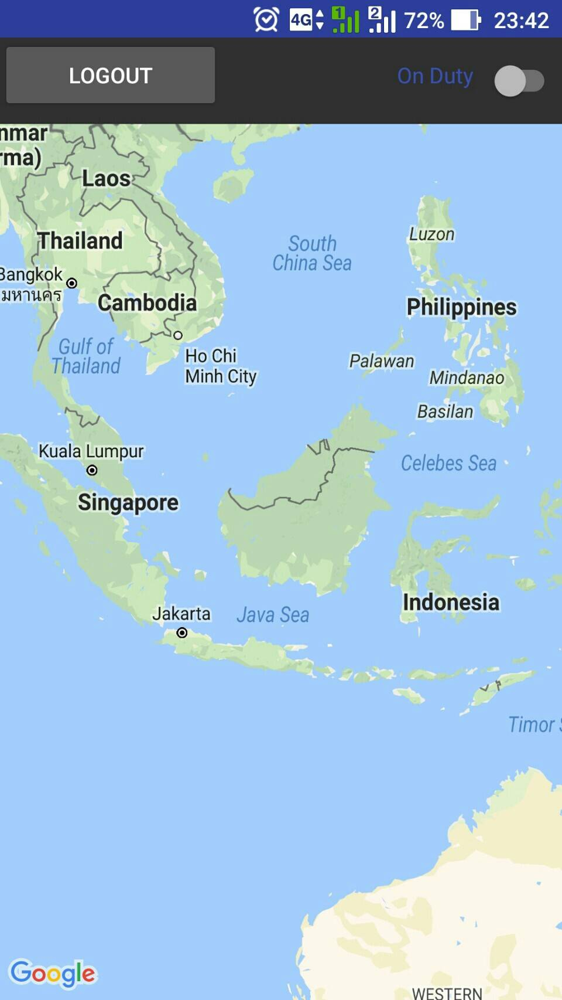 4G 1 2 72% 23:42
LOGOUT
On Duty
nmar
rma)
Laos
Thailand
Bangkok
มหานคร
Cambodia
Gulf of
Thailand
Ho Chi
Minh City
South
China Sea
Luzon
Philippines
Palawan
Mindanao
Basilan
Kuala Lumpur
Singapore
Celebes Sea
Indonesia
Jakarta
Java Sea
Timor S
WESTERN
Google